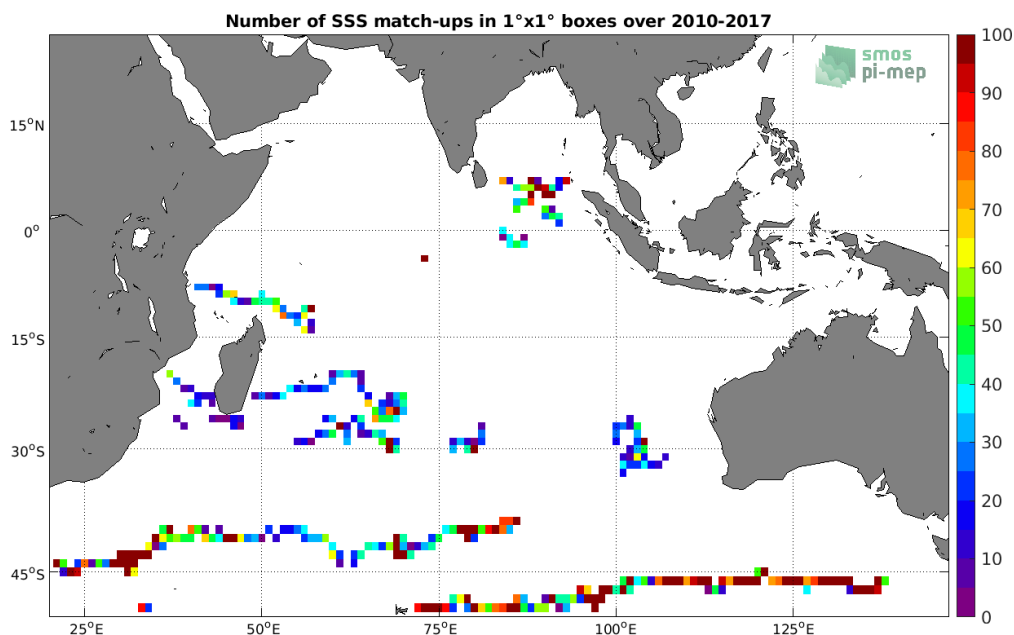 Number of SSS match-ups in 1°x1° boxes over 2010-2017
smos
pi-mep
100
90
80
70
60
50
40
30
20
10
0
15°N
0°
15°S
30°S
45°S
25°E
50°E
75°E
100°E
125°E